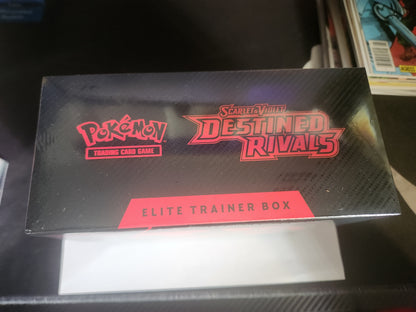 POKéMON
TRADING CARD GAME
SCARLET & VIOLET
DESTINED
RIVALS
ELITE TRAINER BOX